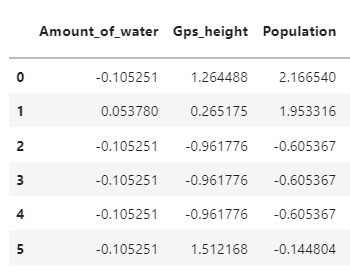 Amount_of_water Gps_height Population
0 -0.105251 1.264488 2.166540
1 0.053780 0.265175 1.953316
2 -0.105251 -0.961776 -0.605367
3 -0.105251 -0.961776 -0.605367
4 -0.105251 -0.961776 -0.605367
5 -0.105251 1.512168 -0.144804